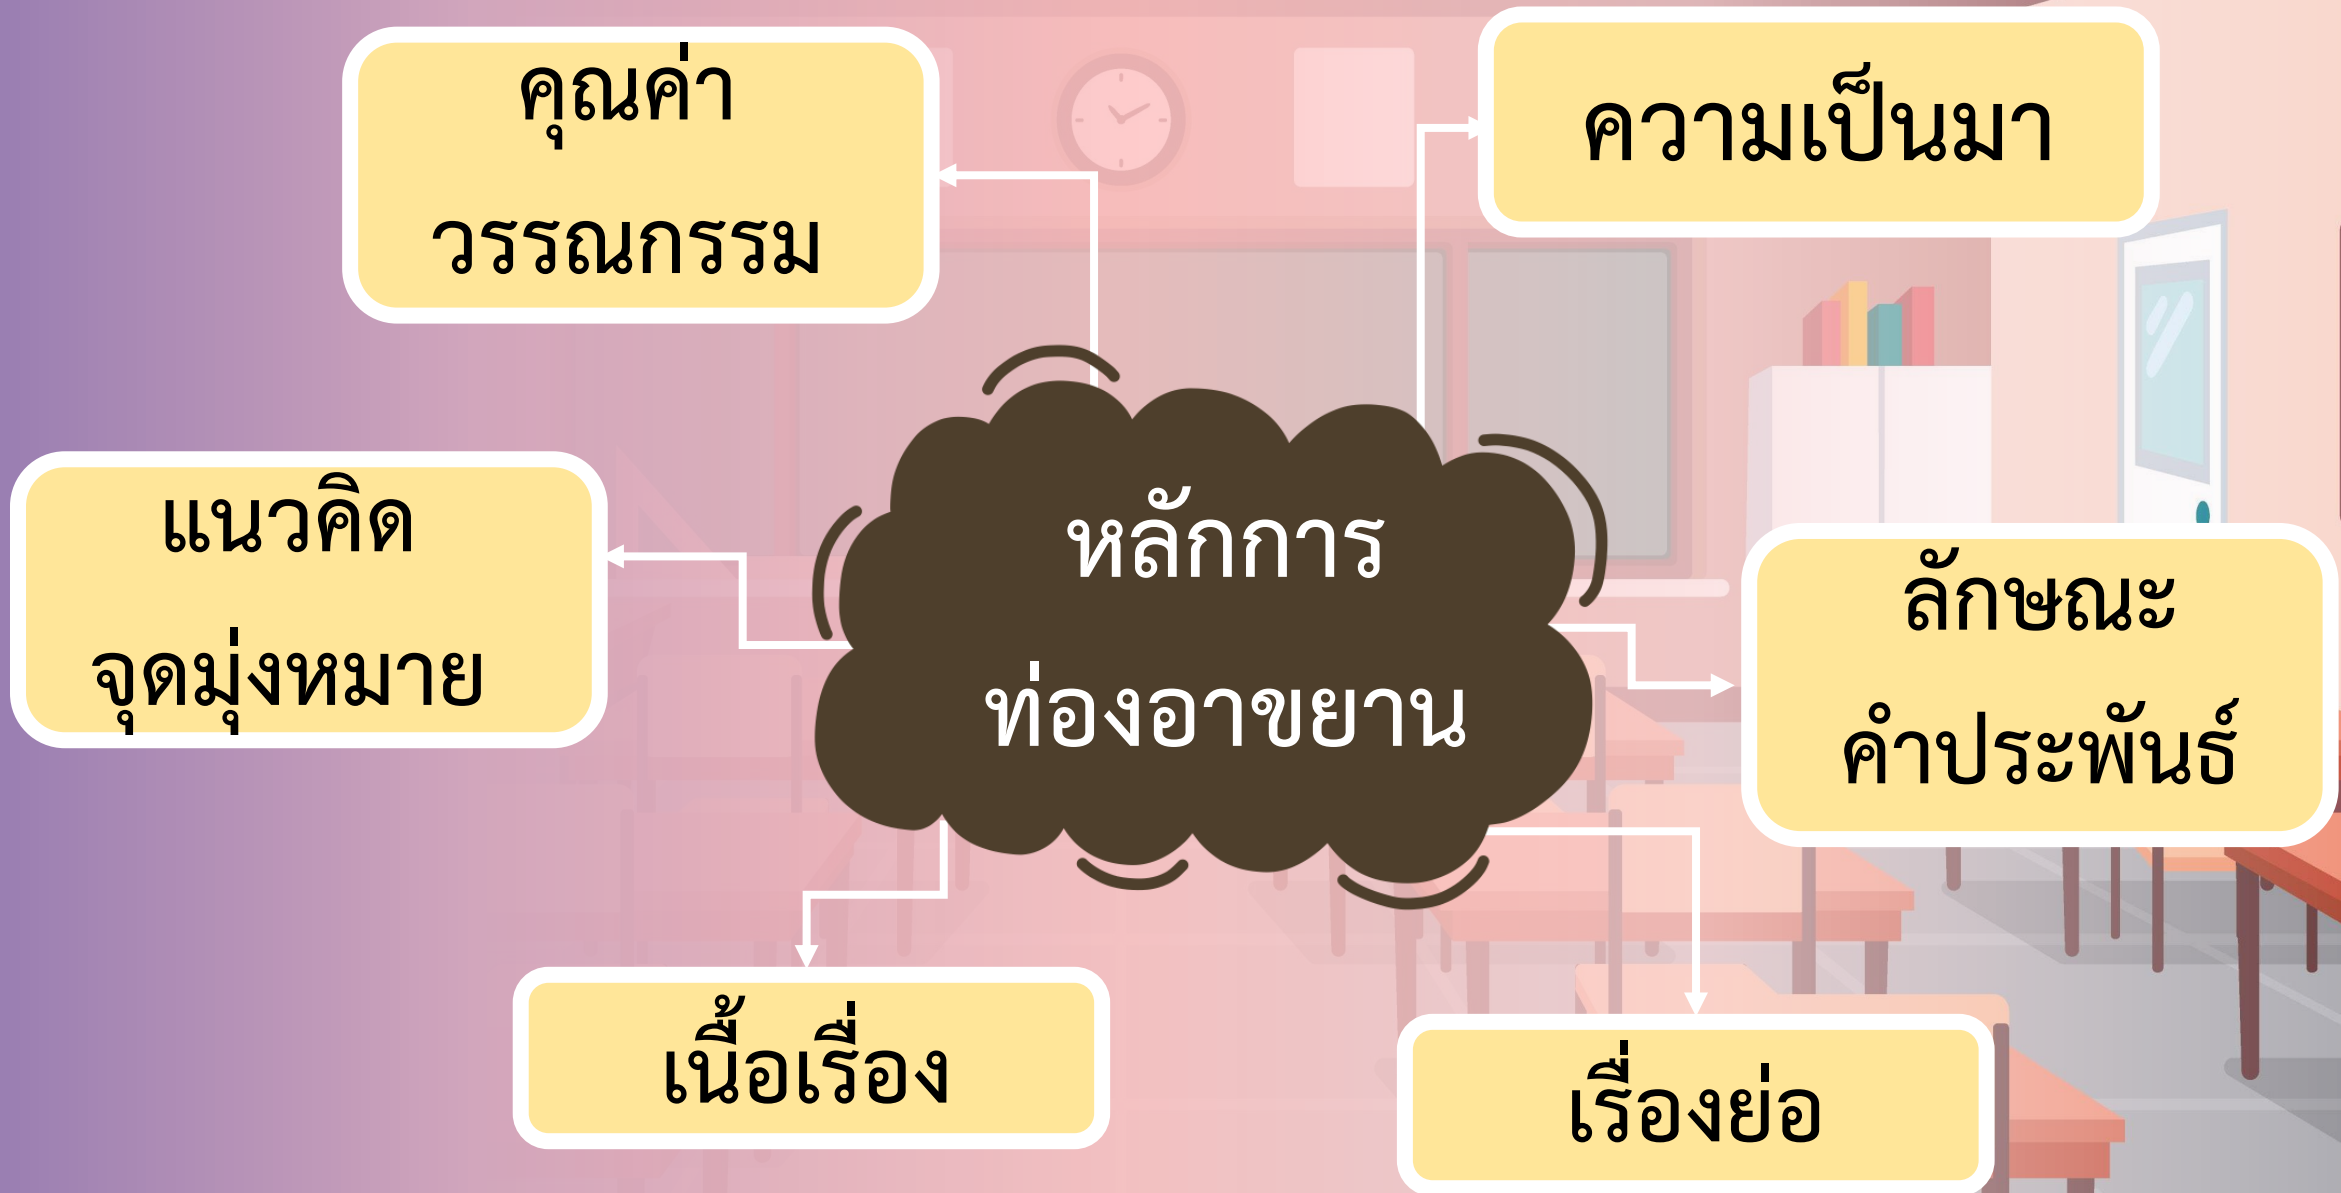 คุณค่า
วรรณกรรม
ความเป็นมา
แนวคิด
จุดมุ่งหมาย
หลักการ
ท่องอาขยาน
ลักษณะ
คำประพันธ์
เนื้อเรื่อง
เรื่องย่อ